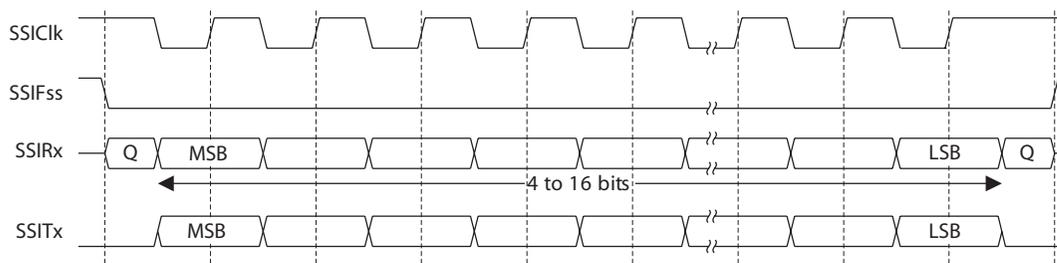 SSIClk
SSIFss
SSIRx Q MSB LSB Q
4 to 16 bits
SSITx MSB LSB